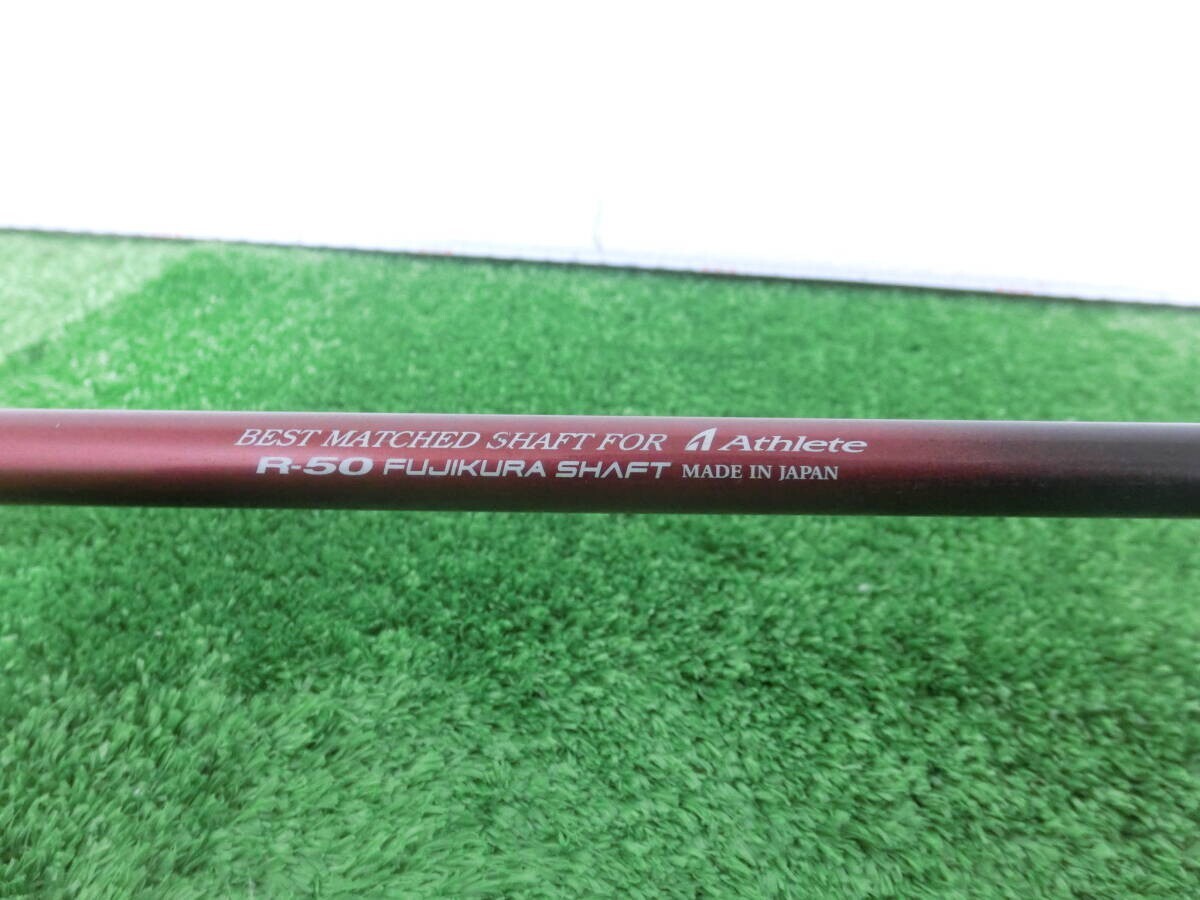 BEST MATCHED SHAFT FOR Athlete
R-50 FUJIKURA SHAFT MADE IN JAPAN